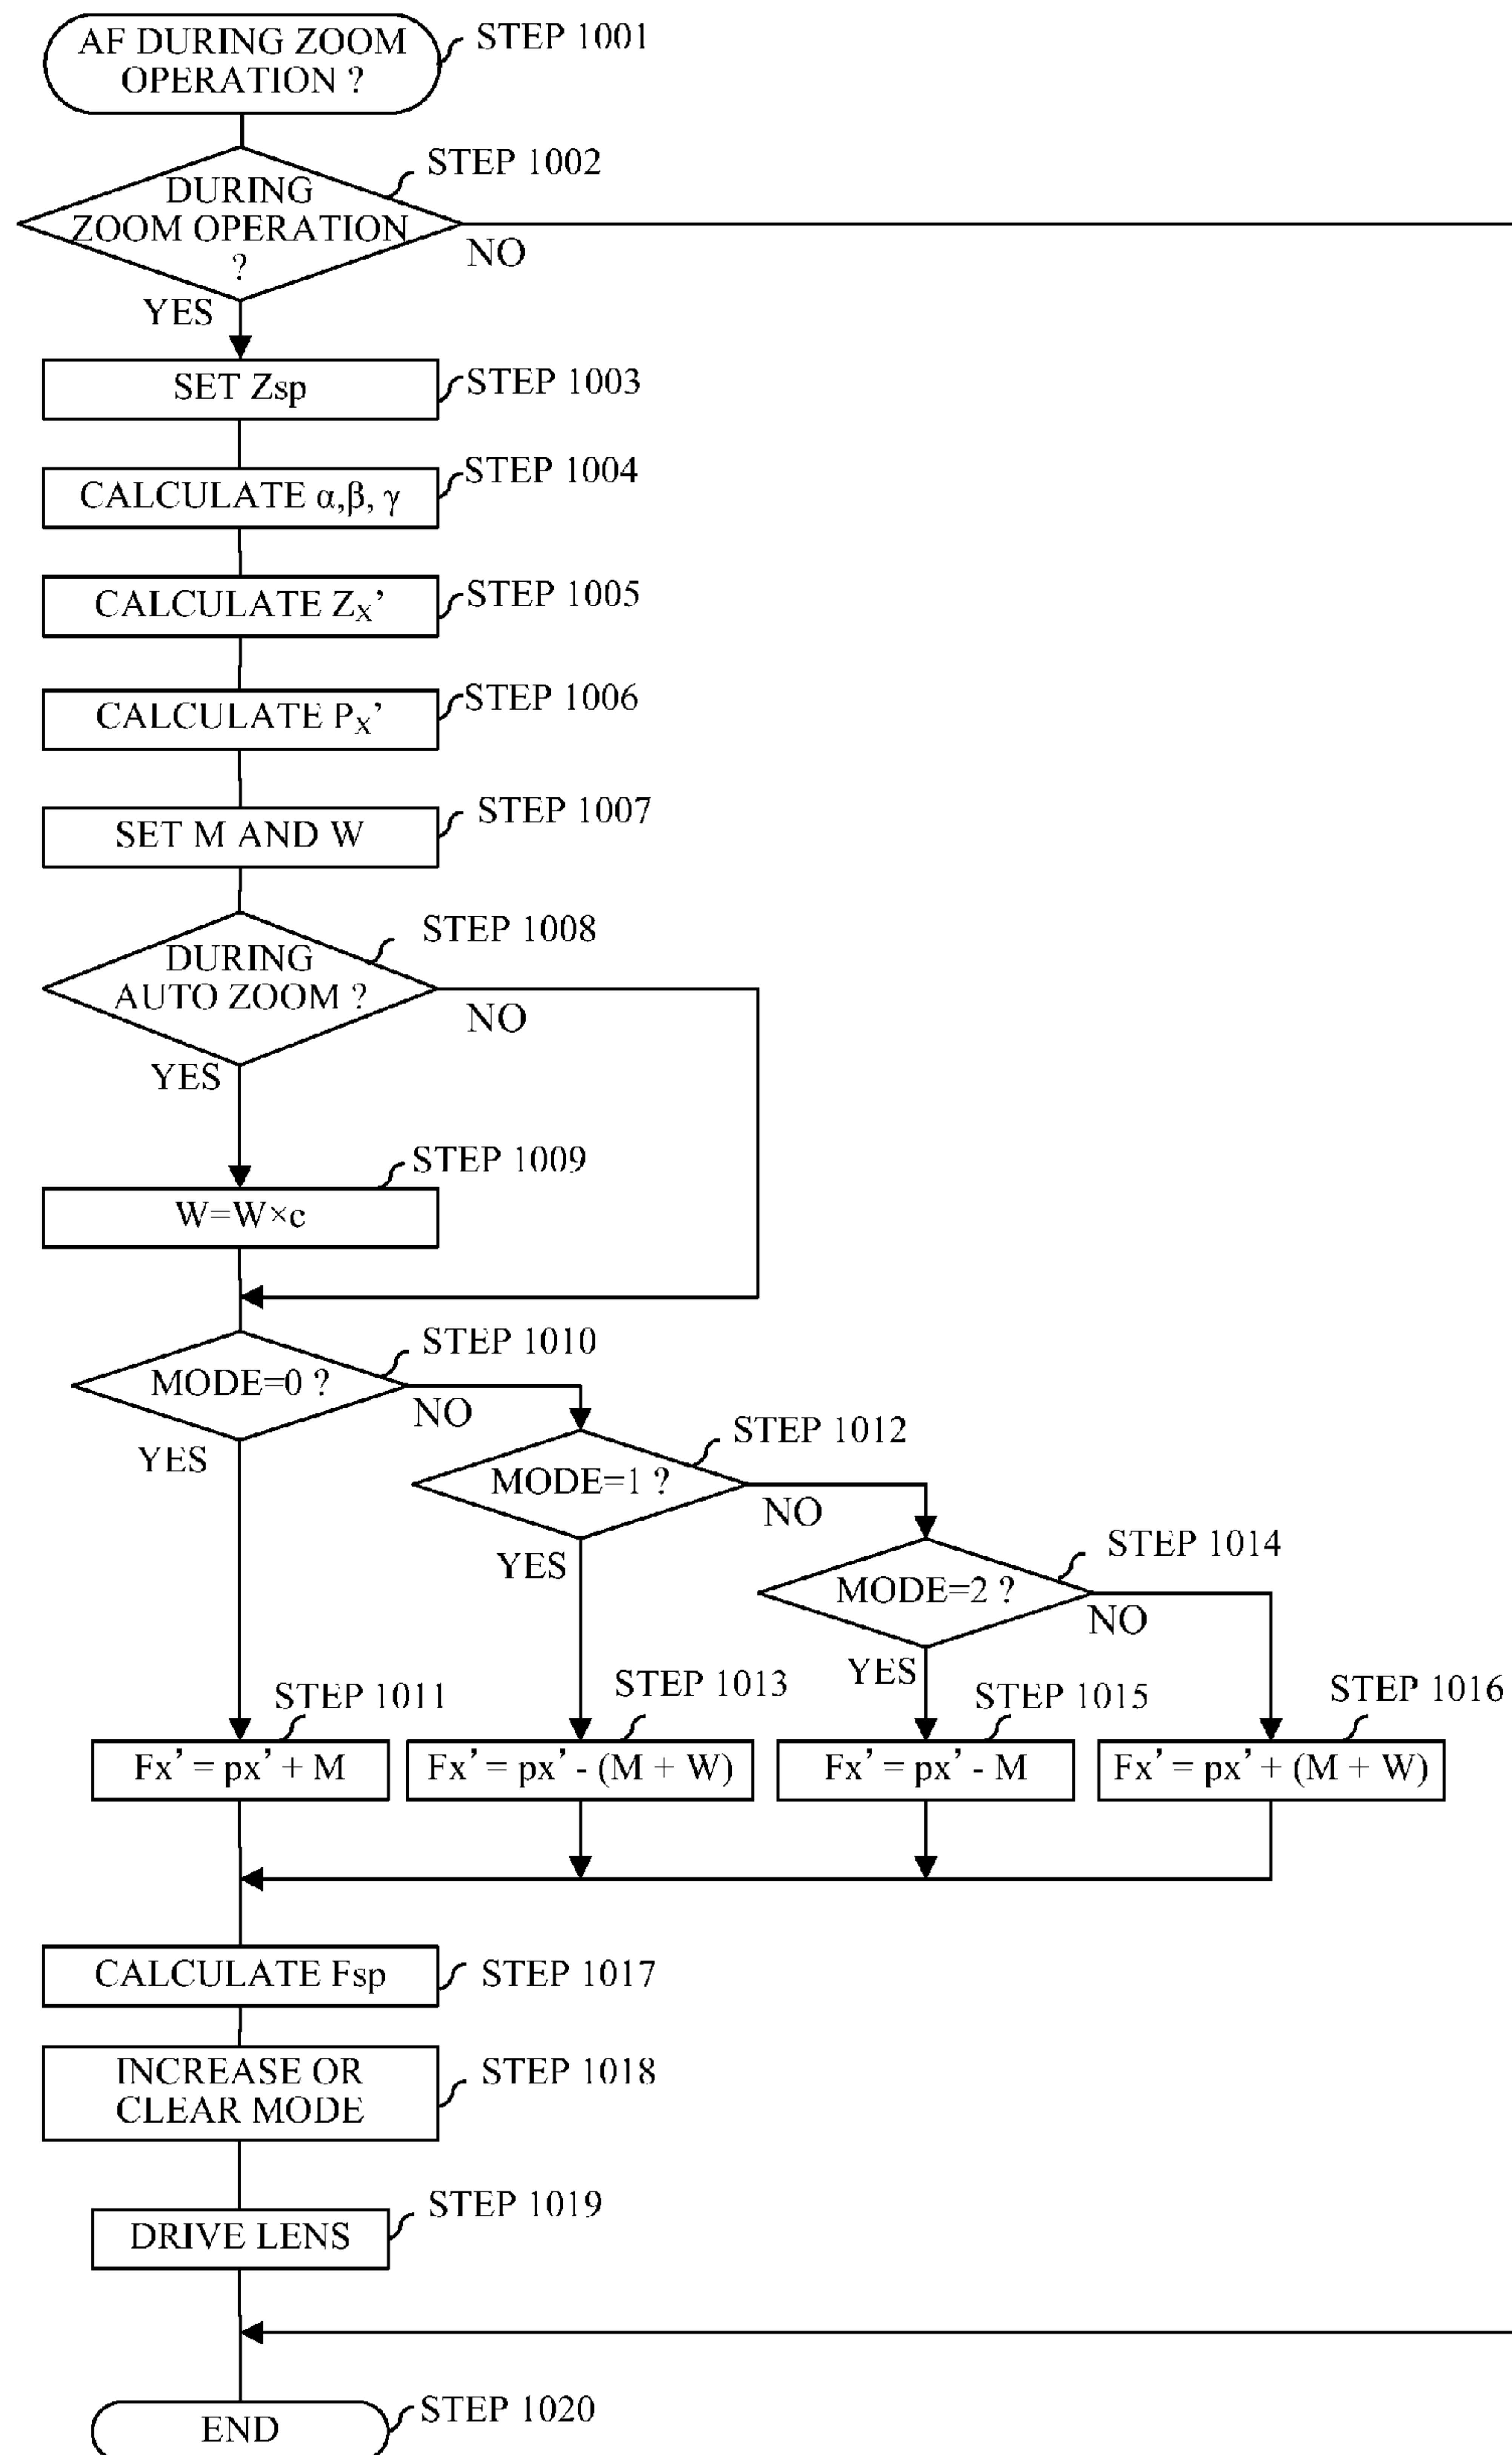 AF DURING ZOOM
OPERATION ?
STEP 1001
STEP 1002
DURING
ZOOM OPERATION
?
NO
YES
SET Zsp
STEP 1003
CALCULATE α,β, γ
STEP 1004
CALCULATE ZX’
STEP 1005
CALCULATE PX’
STEP 1006
SET M AND W
STEP 1007
STEP 1008
DURING
AUTO ZOOM ?
NO
YES
STEP 1009
W=W×c
STEP 1010
MODE=0 ?
NO
YES
STEP 1012
MODE=1 ?
NO
YES
STEP 1014
MODE=2 ?
NO
YES
STEP 1011
STEP 1013
STEP 1015
STEP 1016
Fx’ = px’ + M
Fx’ = px’ - (M + W)
Fx’ = px’ - M
Fx’ = px’ + (M + W)
CALCULATE Fsp
STEP 1017
INCREASE OR
CLEAR MODE
STEP 1018
STEP 1019
DRIVE LENS
END
STEP 1020